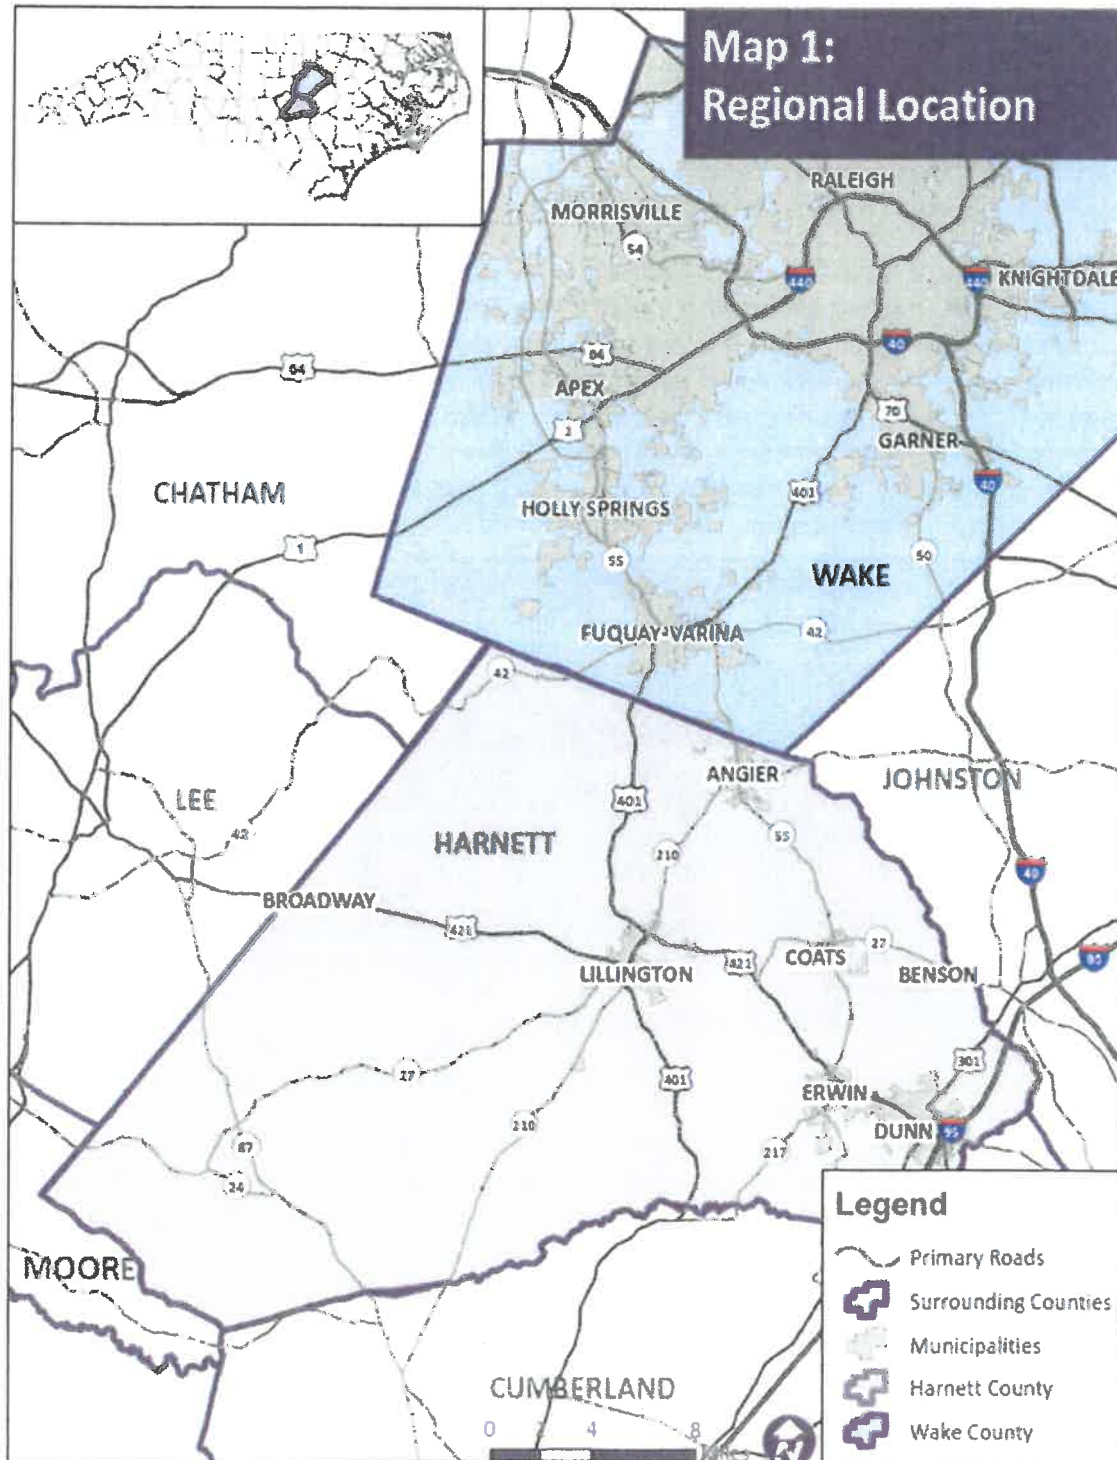 Map 1:
Regional Location
RALEIGH
MORRISVILLE
54
440
440
KNIGHTDALE
40
64
64
APEX
70
1
GARNER
40
401
CHATHAM
HOLLY SPRINGS
1
55
50
WAKE
FUQUAY-VARINA
42
42
ANGIER
JOHNSTON
LEE
401
42
55
HARNETT
210
40
BROADWAY
421
421
COATS
27
95
LILLINGTON
BENSON
301
27
401
ERWIN
210
DUNN
95
87
217
24
Legend
MOORE
Primary Roads
Surrounding Counties
Municipalities
Harnett County
CUMBERLAND
Wake County
0 2 4 8
Miles
N